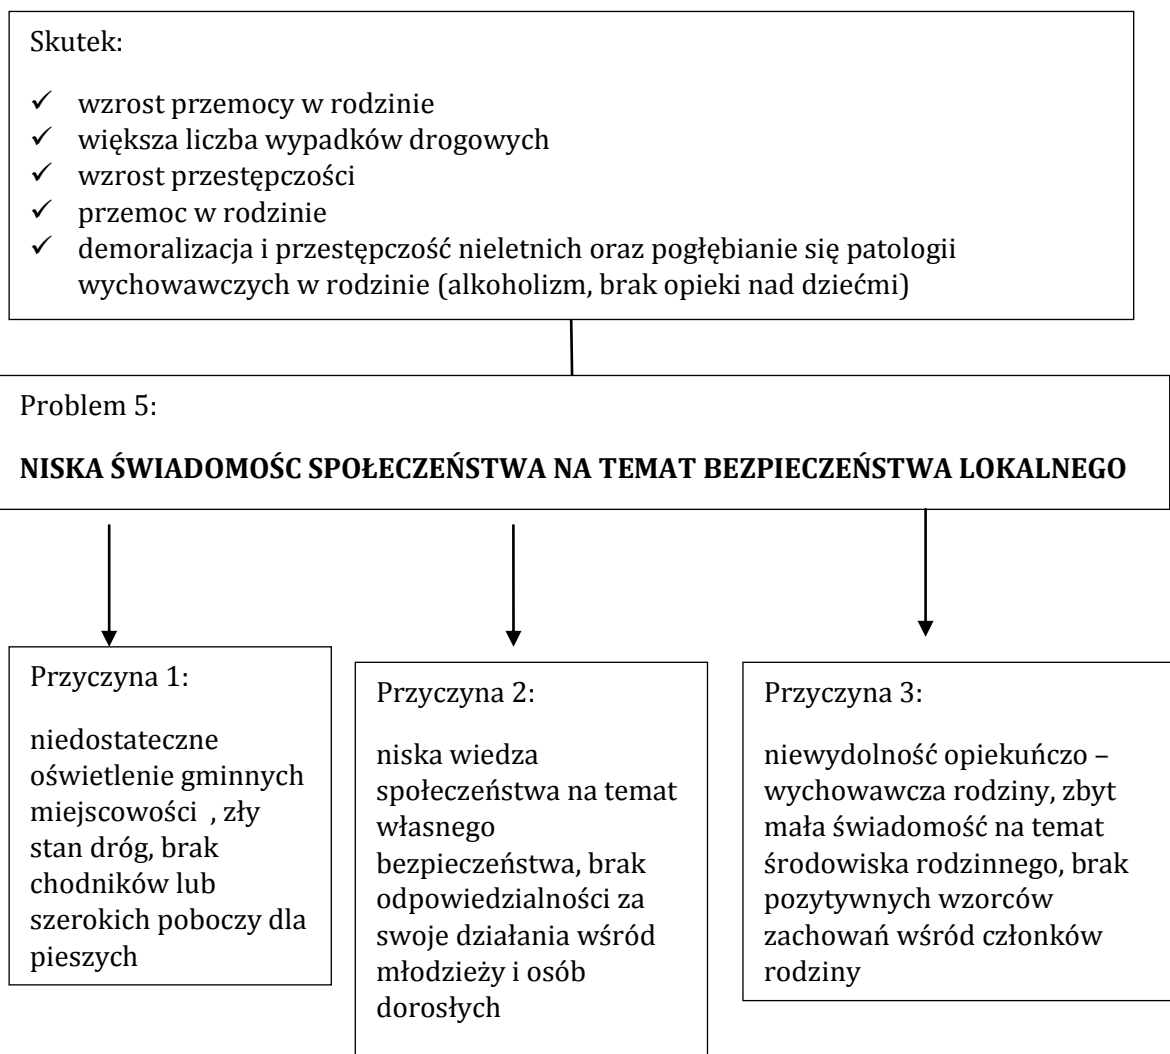 Skutek:
✓ wzrost przemocy w rodzinie
✓ większa liczba wypadków drogowych
✓ wzrost przestępczości
✓ przemoc w rodzinie
✓ demoralizacja i przestępczość nieletnich oraz pogłębianie się patologii
wychowawczych w rodzinie (alkoholizm, brak opieki nad dziećmi)
Problem 5:
NISKA ŚWIADOMOŚC SPOŁECZEŃSTWA NA TEMAT BEZPIECZEŃSTWA LOKALNEGO
Przyczyna 1:
niedostateczne
oświetlenie gminnych
miejscowości , zły
stan dróg, brak
chodników lub
szerokich poboczy dla
pieszych
Przyczyna 2:
niska wiedza
społeczeństwa na temat
własnego
bezpieczeństwa, brak
odpowiedzialności za
swoje działania wśród
młodzieży i osób
dorosłych
Przyczyna 3:
niewydolność opiekuńczo –
wychowawcza rodziny, zbyt
mała świadomość na temat
środowiska rodzinnego, brak
pozytywnych wzorców
zachowań wśród członków
rodziny